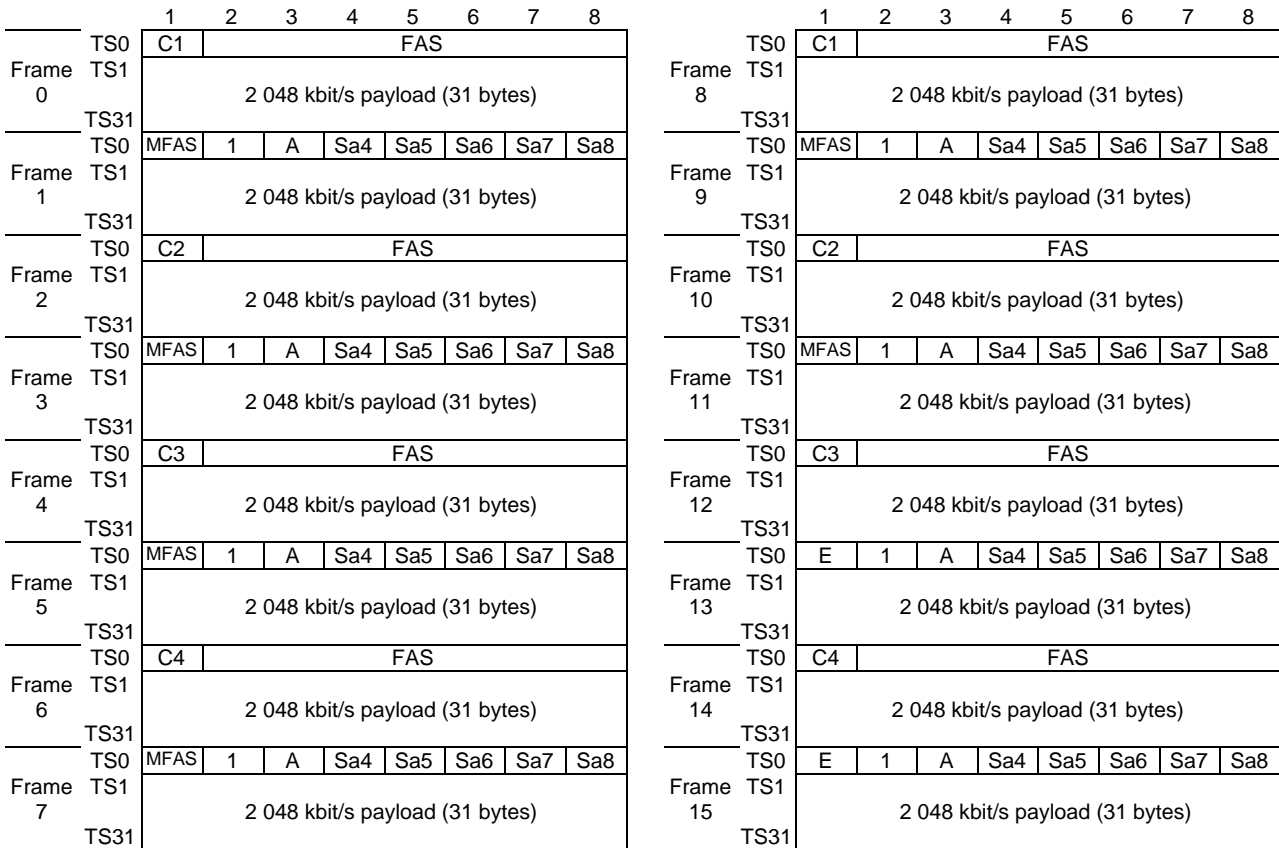 1 2 3 4 5 6 7 8
TS0 C1 FAS
Frame TS1
0 2 048 kbit/s payload (31 bytes)
TS31
TS0 MFAS 1 A Sa4 Sa5 Sa6 Sa7 Sa8
Frame TS1
1 2 048 kbit/s payload (31 bytes)
TS31
TS0 C2 FAS
Frame TS1
2 2 048 kbit/s payload (31 bytes)
TS31
TS0 MFAS 1 A Sa4 Sa5 Sa6 Sa7 Sa8
Frame TS1
3 2 048 kbit/s payload (31 bytes)
TS31
TS0 C3 FAS
Frame TS1
4 2 048 kbit/s payload (31 bytes)
TS31
TS0 MFAS 1 A Sa4 Sa5 Sa6 Sa7 Sa8
Frame TS1
5 2 048 kbit/s payload (31 bytes)
TS31
TS0 C4 FAS
Frame TS1
6 2 048 kbit/s payload (31 bytes)
TS31
TS0 MFAS 1 A Sa4 Sa5 Sa6 Sa7 Sa8
Frame TS1
7 2 048 kbit/s payload (31 bytes)
TS31
1 2 3 4 5 6 7 8
TS0 C1 FAS
Frame TS1
8 2 048 kbit/s payload (31 bytes)
TS31
TS0 MFAS 1 A Sa4 Sa5 Sa6 Sa7 Sa8
Frame TS1
9 2 048 kbit/s payload (31 bytes)
TS31
TS0 C2 FAS
Frame TS1
10 2 048 kbit/s payload (31 bytes)
TS31
TS0 MFAS 1 A Sa4 Sa5 Sa6 Sa7 Sa8
Frame TS1
11 2 048 kbit/s payload (31 bytes)
TS31
TS0 C3 FAS
Frame TS1
12 2 048 kbit/s payload (31 bytes)
TS31
TS0 E 1 A Sa4 Sa5 Sa6 Sa7 Sa8
Frame TS1
13 2 048 kbit/s payload (31 bytes)
TS31
TS0 C4 FAS
Frame TS1
14 2 048 kbit/s payload (31 bytes)
TS31
TS0 E 1 A Sa4 Sa5 Sa6 Sa7 Sa8
Frame TS1
15 2 048 kbit/s payload (31 bytes)
TS31